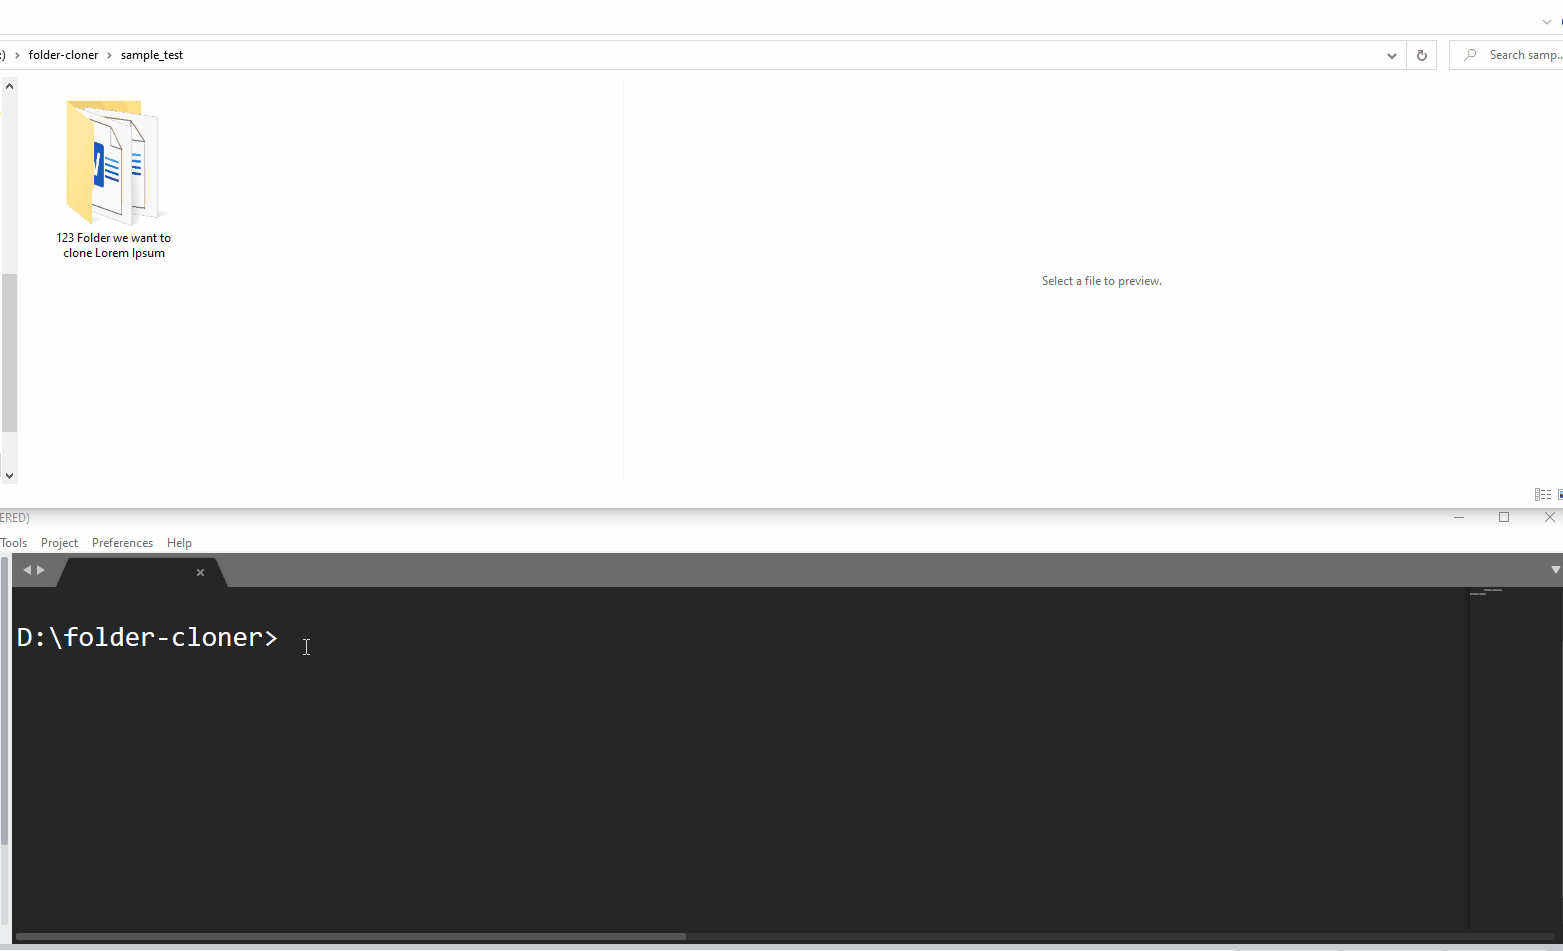 :) › folder-cloner › sample_test
Search samp...
123 Folder we want to
clone Lorem Ipsum
Select a file to preview.
ERED)
Tools Project Preferences Help
D:\folder-cloner>